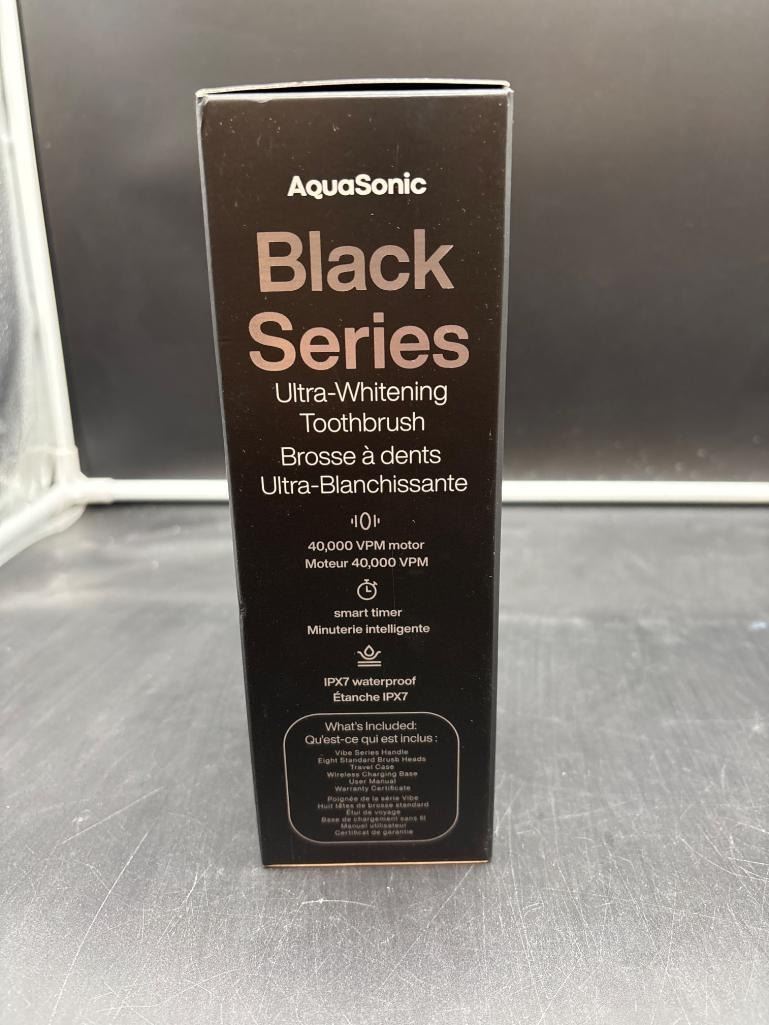 AquaSonic
Black
Series
Ultra-Whitening
Toothbrush
Brosse à dents
Ultra-Blanchissante
40,000 VPM motor
Moteur 40,000 VPM
smart timer
Minuterie intelligente
IPX7 waterproof
Étanche IPX7
What's Included:
Qu'est-ce qui est inclus :
Vibe Series Handle
Eight Standard Brush Heads
Travel Case
Wireless Charging Base
User Manual
Warranty Certificate
Poignée de la série Vibe
Huit têtes de brosse standard
Étui de voyage
Base de chargement sans fil
Manuel utilisateur
Certificat de garantie